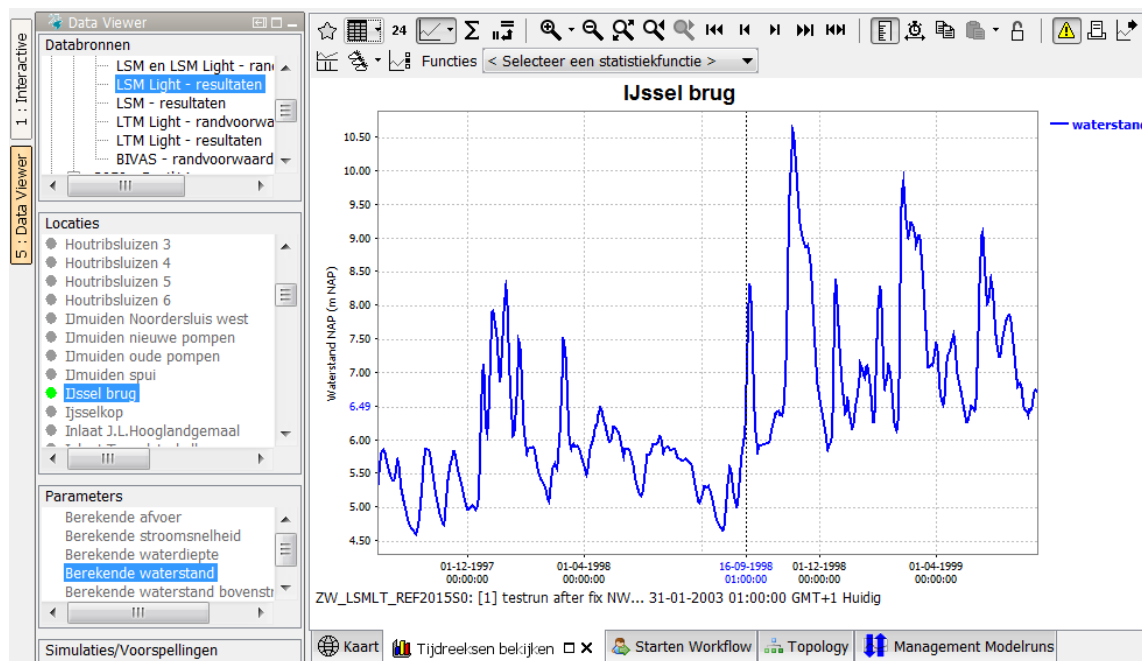 1 : Interactive
5 : Data Viewer
Data Viewer
Databronnen
LSM en LSM Light - ran
LSM Light - resultaten
LSM - resultaten
LTM Light - randvoorwa
LTM Light - resultaten
BIVAS - randvoorwaard
Locaties
Houtribsluizen 3
Houtribsluizen 4
Houtribsluizen 5
Houtribsluizen 6
IJmuiden Noordersluis west
IJmuiden nieuwe pompen
IJmuiden oude pompen
IJmuiden spui
IJssel brug
Ijsselkop
Inlaat J.L.Hooglandgemaal
Parameters
Berekende afvoer
Berekende stroomsnelheid
Berekende waterdiepte
Berekende waterstand
Berekende waterstand bovenstr
Simulaties/Voorspellingen
24
Functies < Selecteer een statistiekfunctie >
IJssel brug
waterstand
Waterstand NAP (m NAP)
10.50
10.00
9.50
9.00
8.50
8.00
7.50
7.00
6.49
6.00
5.50
5.00
4.50
01-12-1997 01-04-1998 16-09-1998 01-12-1998 01-04-1999
00:00:00 00:00:00 01:00:00 00:00:00 00:00:00
ZW_LSMLT_REF2015S0: [1] testrun after fix NW... 31-01-2003 01:00:00 GMT+1 Huidig
Kaart Tijdreeksen bekijken Starten Workflow Topology Management Modelruns